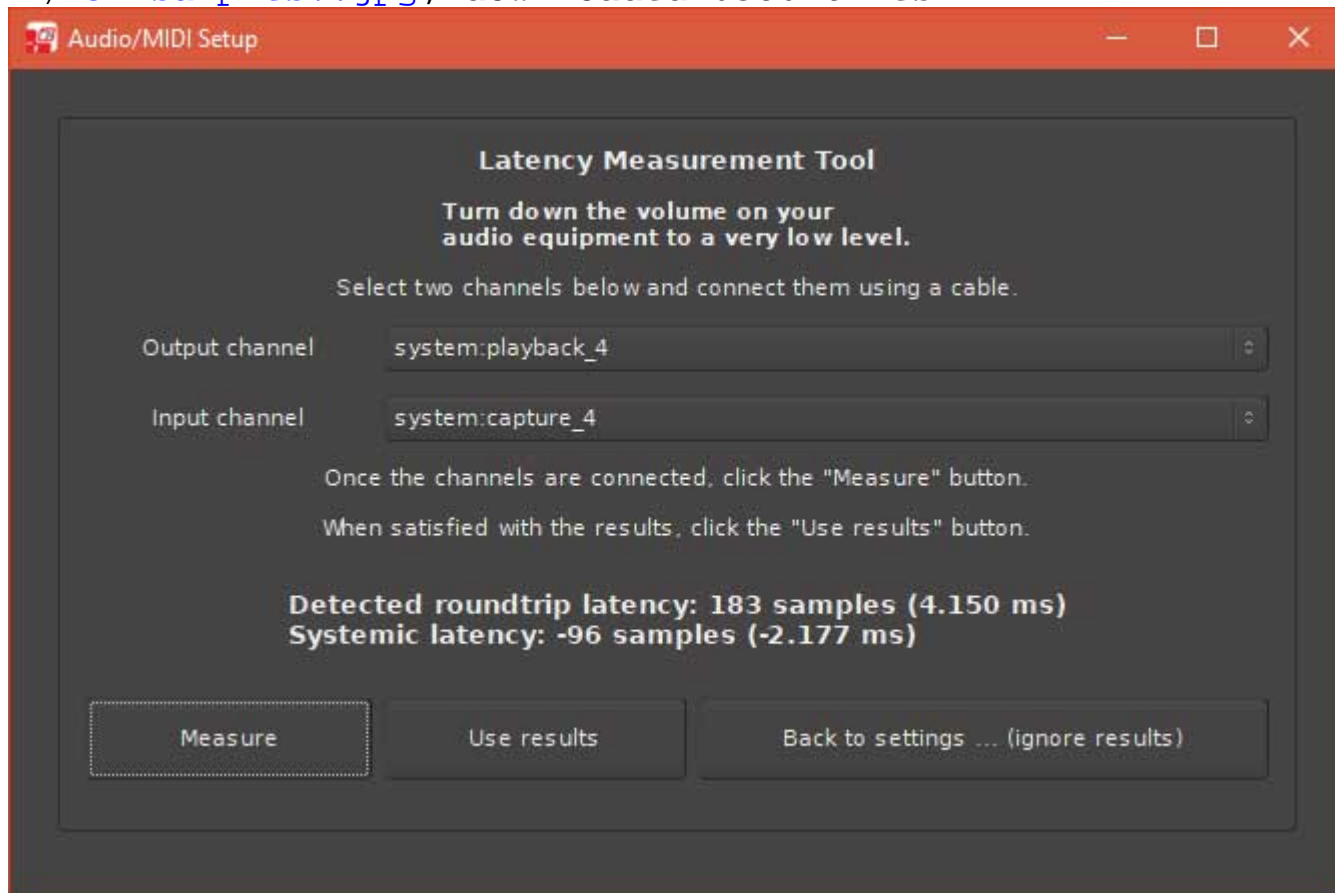 Audio/MIDI Setup
Latency Measurement Tool
Turn down the volume on your
audio equipment to a very low level.
Select two channels below and connect them using a cable.
Output channel system:playback_4
Input channel system:capture_4
Once the channels are connected, click the "Measure" button.
When satisfied with the results, click the "Use results" button.
Detected roundtrip latency: 183 samples (4.150 ms)
Systemic latency: -96 samples (-2.177 ms)
Measure Use results Back to settings ... (ignore results)